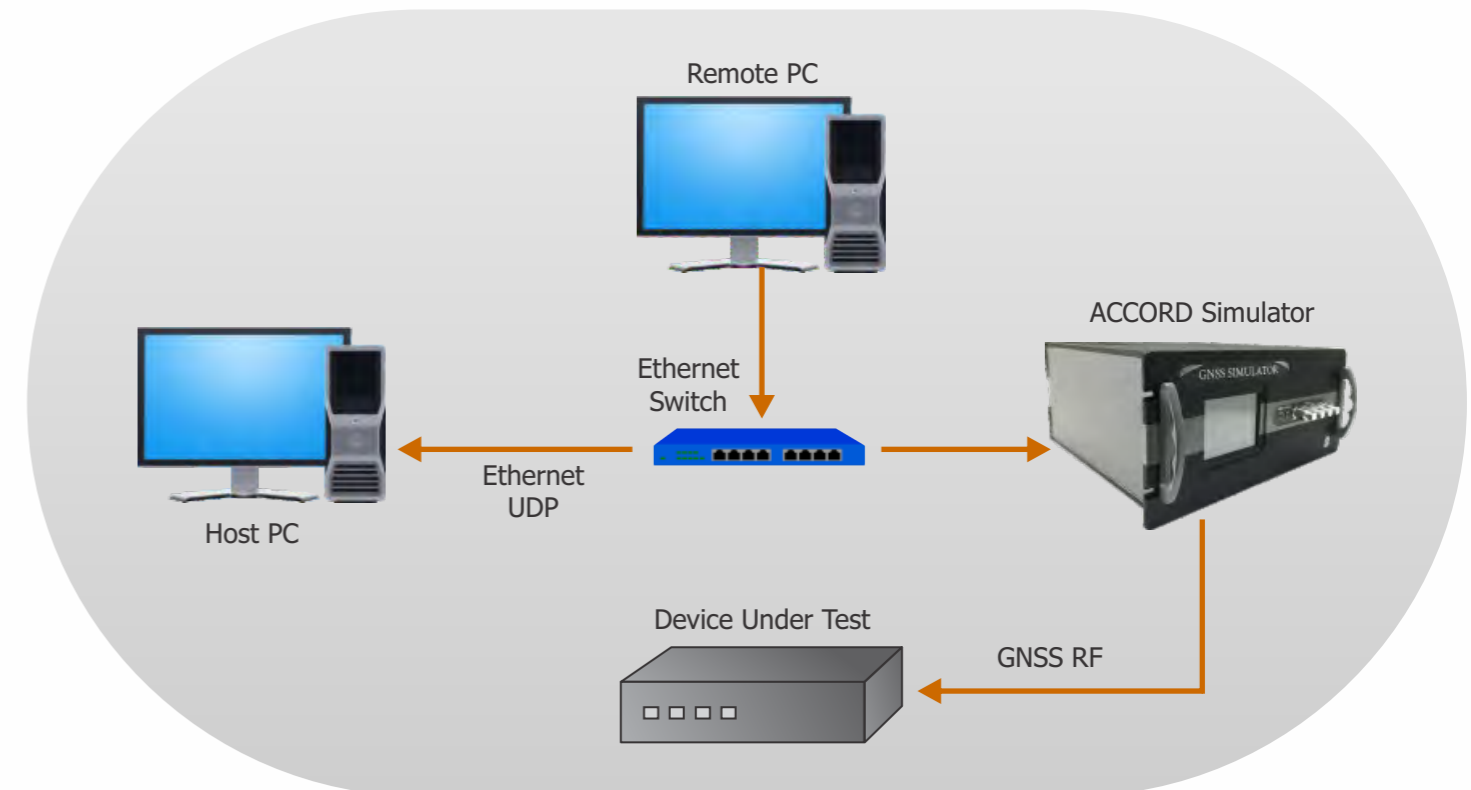 Remote PC
ACCORD Simulator
GNSS SIMULATOR
Ethernet
Switch
Ethernet
UDP
Host PC
Device Under Test
GNSS RF